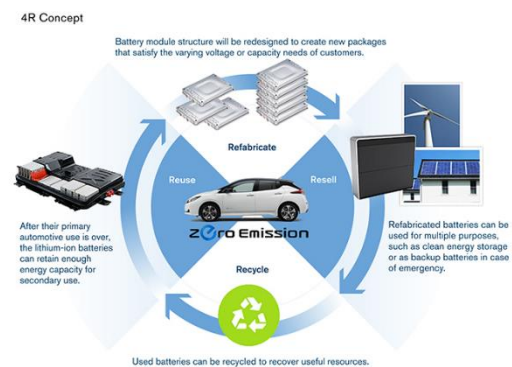 4R Concept
Battery module structure will be redesigned to create new packages
that satisfy the varying voltage or capacity needs of customers.
Refabricate
Reuse
Resell
After their primary
automotive use is over,
the lithium-ion batteries
can retain enough
energy capacity for
secondary use.
zero Emission
Refabricated batteries can be
used for multiple purposes,
such as clean energy storage
or as backup batteries in case
of emergency.
Recycle
Used batteries can be recycled to recover useful resources.